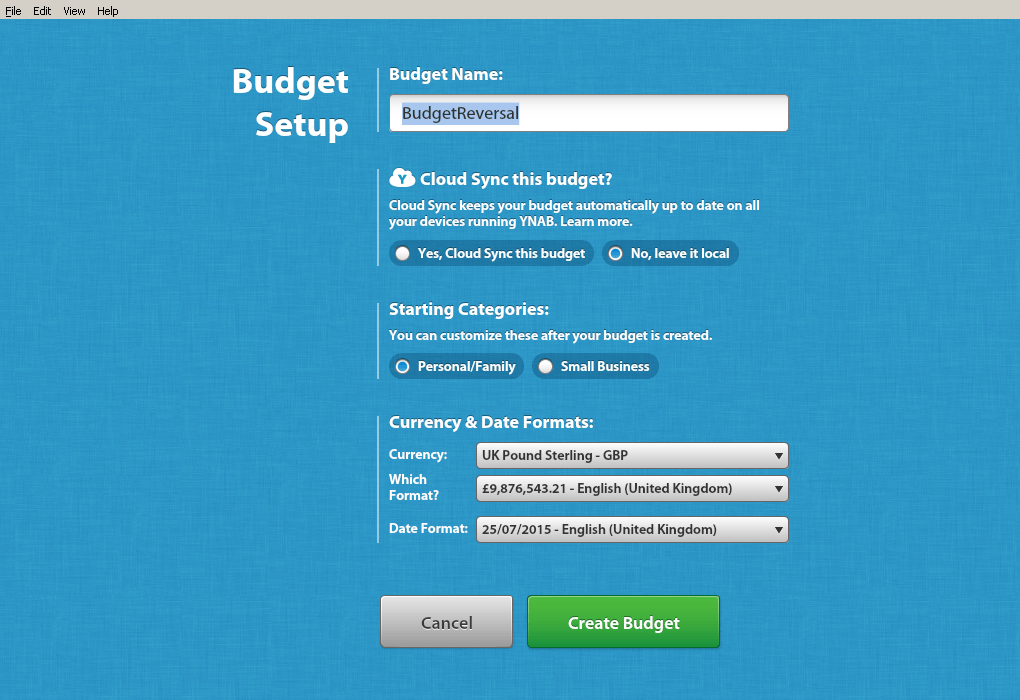 File Edit View Help
Budget
Setup
Budget Name:
BudgetReversal
Y Cloud Sync this budget?
Cloud Sync keeps your budget automatically up to date on all
your devices running YNAB. Learn more.
Yes, Cloud Sync this budget No, leave it local
Starting Categories:
You can customize these after your budget is created.
Personal/Family Small Business
Currency & Date Formats:
Currency: UK Pound Sterling - GBP
Which
Format? £9,876,543.21 - English (United Kingdom)
Date Format: 25/07/2015 - English (United Kingdom)
Cancel Create Budget